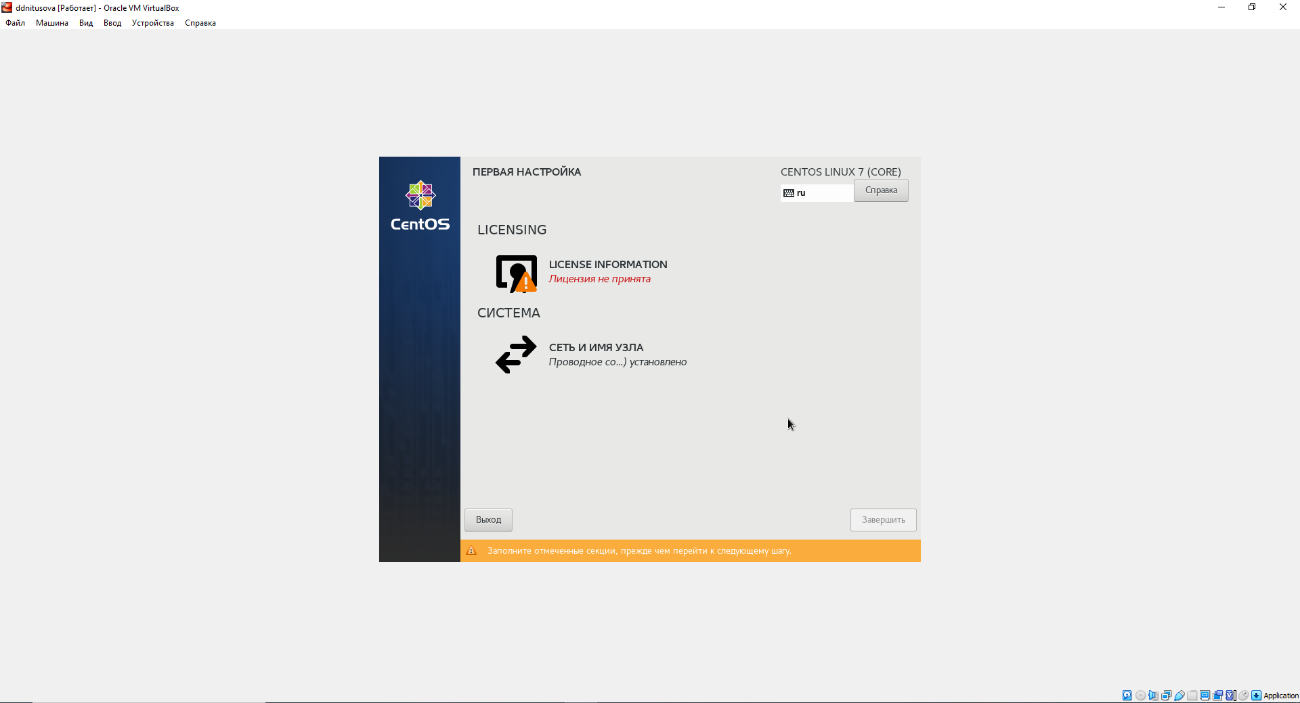 ddnitusova [Работает] - Oracle VM VirtualBox
Файл Машина Вид Ввод Устройства Справка
ПЕРВАЯ НАСТРОЙКА
CENTOS LINUX 7 (CORE)
ru
Справка
CentOS
LICENSING
LICENSE INFORMATION
Лицензия не принята
СИСТЕМА
СЕТЬ И ИМЯ УЗЛА
Проводное со...) установлено
Выход
Завершить
Заполните отмеченные секции, прежде чем перейти к следующему шагу.
Application